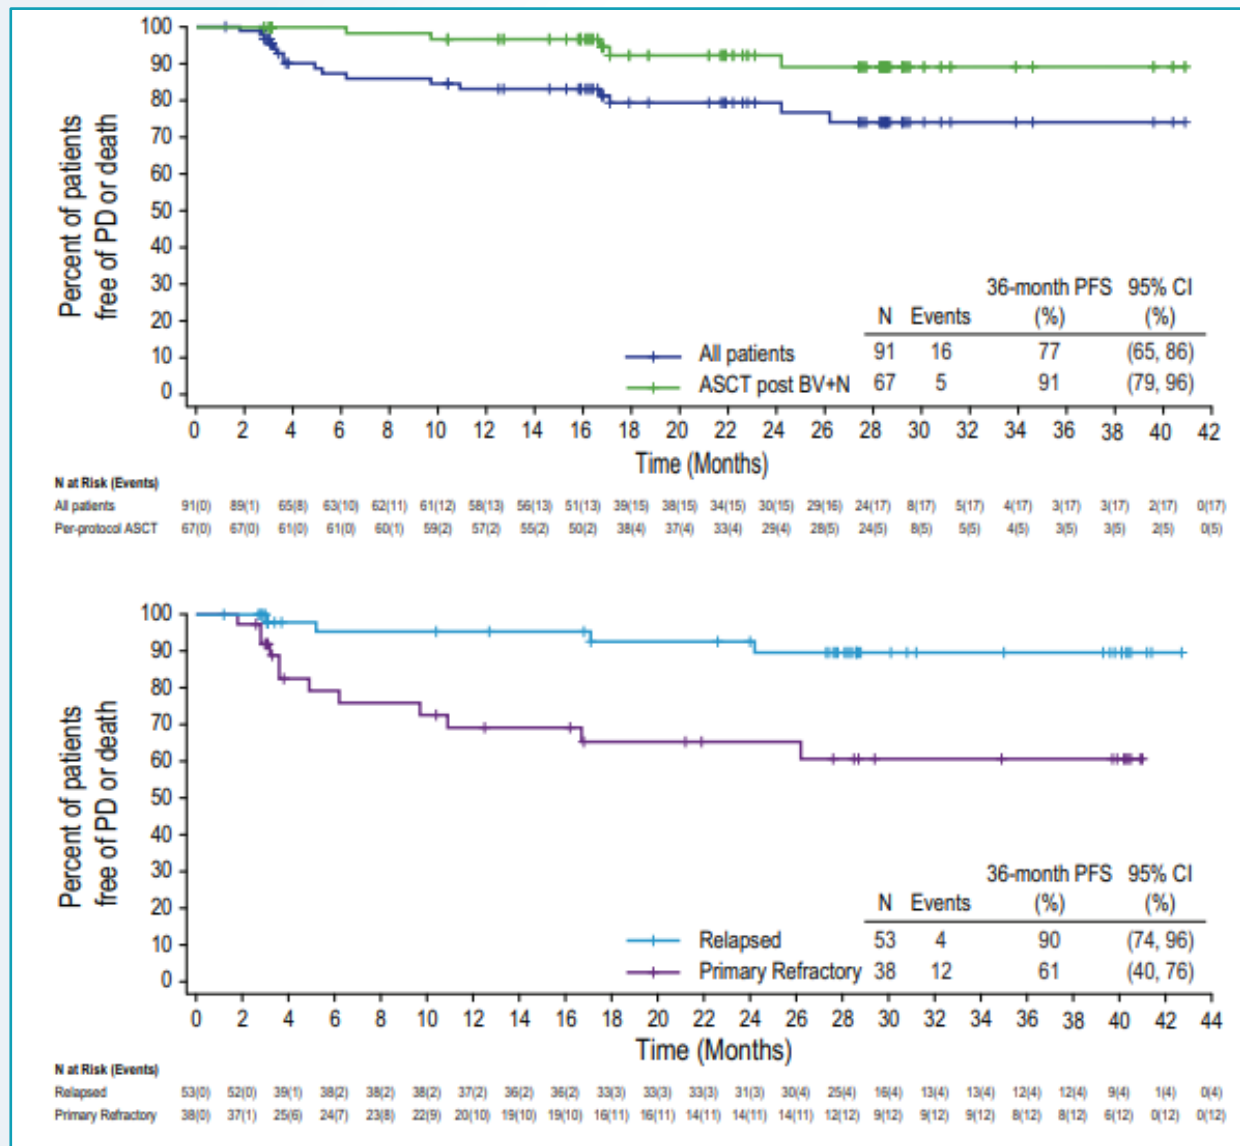 Percent of patients
free of PD or death
100
90
80
70
60
50
40
30
20
10
0
36-month PFS 95% CI
N Events (%) (%)
All patients 91 16 77 (65, 86)
ASCT post BV+N 67 5 91 (79, 96)
0 2 4 6 8 10 12 14 16 18 20 22 24 26 28 30 32 34 36 38 40 42
Time (Months)
N at Risk (Events)
All patients 91(0) 89(1) 65(8) 63(10) 62(11) 61(12) 58(13) 56(13) 51(13) 39(15) 38(15) 34(15) 30(15) 29(16) 24(17) 8(17) 5(17) 4(17) 3(17) 3(17) 2(17) 0(17)
Per-protocol ASCT 67(0) 67(0) 61(0) 61(0) 60(1) 59(2) 57(2) 55(2) 50(2) 38(4) 37(4) 33(4) 29(4) 28(5) 24(5) 8(5) 5(5) 4(5) 3(5) 3(5) 2(5) 0(5)
Percent of patients
free of PD or death
100
90
80
70
60
50
40
30
20
10
0
36-month PFS 95% CI
N Events (%) (%)
Relapsed 53 4 90 (74, 96)
Primary Refractory 38 12 61 (40, 76)
0 2 4 6 8 10 12 14 16 18 20 22 24 26 28 30 32 34 36 38 40 42 44
Time (Months)
N at Risk (Events)
Relapsed 53(0) 52(0) 39(1) 38(2) 38(2) 38(2) 37(2) 36(2) 36(2) 33(3) 33(3) 33(3) 31(3) 30(4) 25(4) 16(4) 13(4) 13(4) 12(4) 12(4) 9(4) 1(4) 0(4)
Primary Refractory 38(0) 37(1) 25(6) 24(7) 23(8) 22(9) 20(10) 19(10) 19(10) 16(11) 16(11) 14(11) 14(11) 14(11) 12(12) 9(12) 9(12) 9(12) 8(12) 8(12) 6(12) 0(12) 0(12)